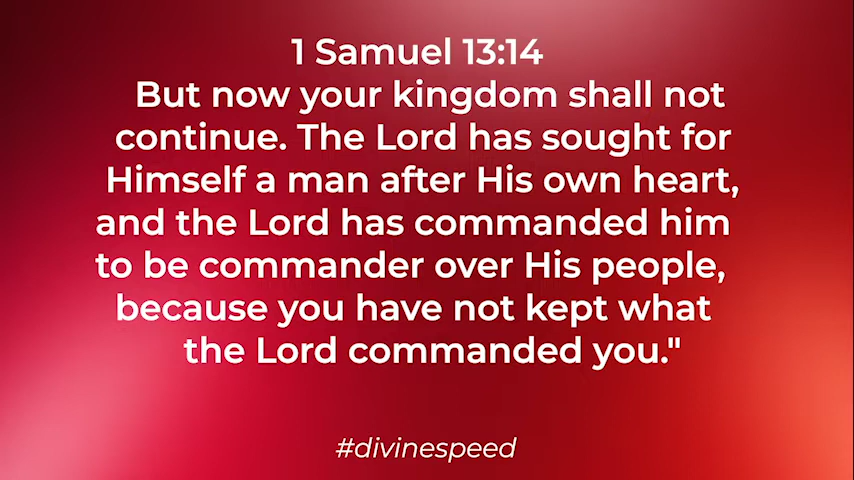 1 Samuel 13:14
But now your kingdom shall not
continue. The Lord has sought for
Himself a man after His own heart,
and the Lord has commanded him
to be commander over His people,
because you have not kept what
the Lord commanded you."
#divinespeed